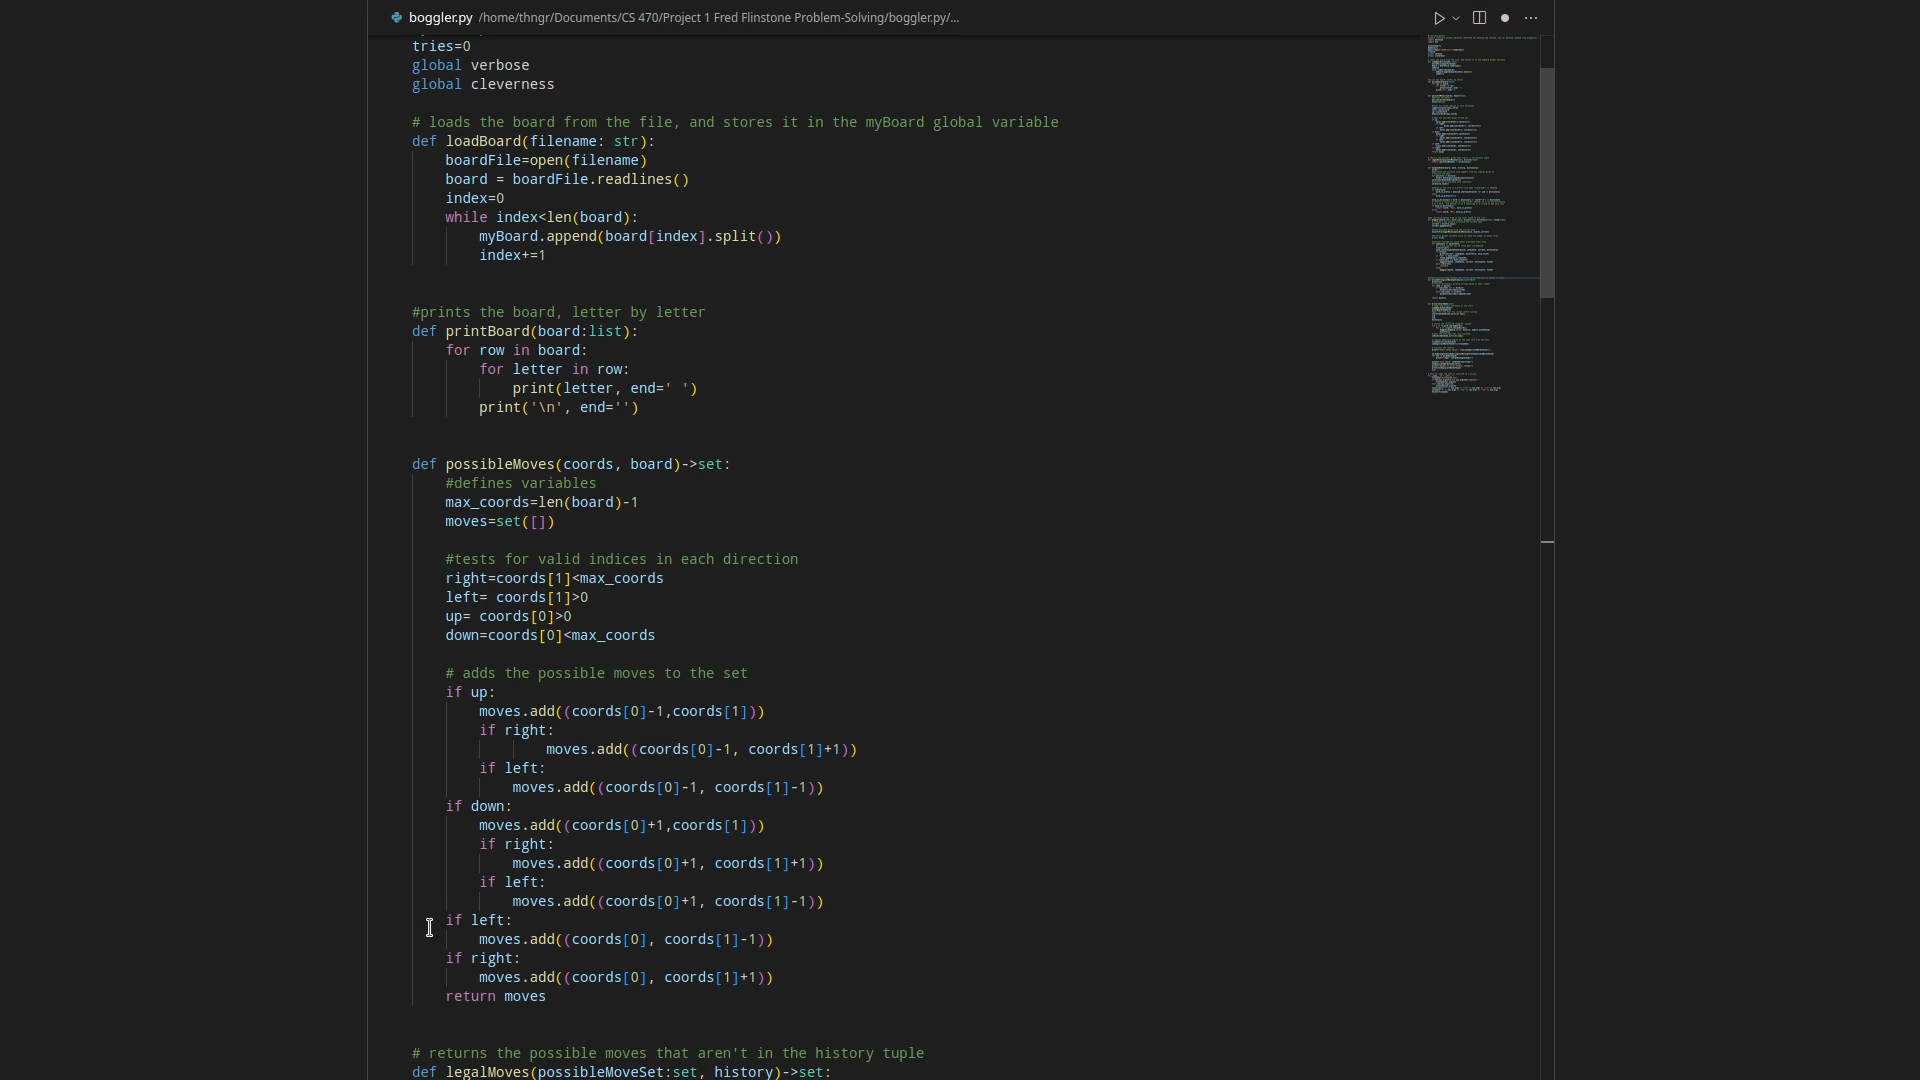 boggler.py /home/thngr/Documents/CS 470/Project 1 Fred Flinstone Problem-Solving/boggler.py/...
tries=0
global verbose
global cleverness
# loads the board from the file, and stores it in the myBoard global variable
def loadBoard(filename: str):
    boardFile=open(filename)
    board = boardFile.readlines()
    index=0
    while index<len(board):
        myBoard.append(board[index].split())
        index+=1
#prints the board, letter by letter
def printBoard(board:list):
    for row in board:
        for letter in row:
            print(letter, end=' ')
        print('\n', end='')
def possibleMoves(coords, board)->set:
    #defines variables
    max_coords=len(board)-1
    moves=set([])
    #tests for valid indices in each direction
    right=coords[1]<max_coords
    left= coords[1]>0
    up= coords[0]>0
    down=coords[0]<max_coords
    # adds the possible moves to the set
    if up:
        moves.add((coords[0]-1,coords[1]))
        if right:
                moves.add((coords[0]-1, coords[1]+1))
        if left:
            moves.add((coords[0]-1, coords[1]-1))
    if down:
        moves.add((coords[0]+1,coords[1]))
        if right:
            moves.add((coords[0]+1, coords[1]+1))
        if left:
            moves.add((coords[0]+1, coords[1]-1))
    if left:
        moves.add((coords[0], coords[1]-1))
    if right:
        moves.add((coords[0], coords[1]+1))
    return moves
# returns the possible moves that aren't in the history tuple
def legalMoves(possibleMoveSet:set, history)->set: